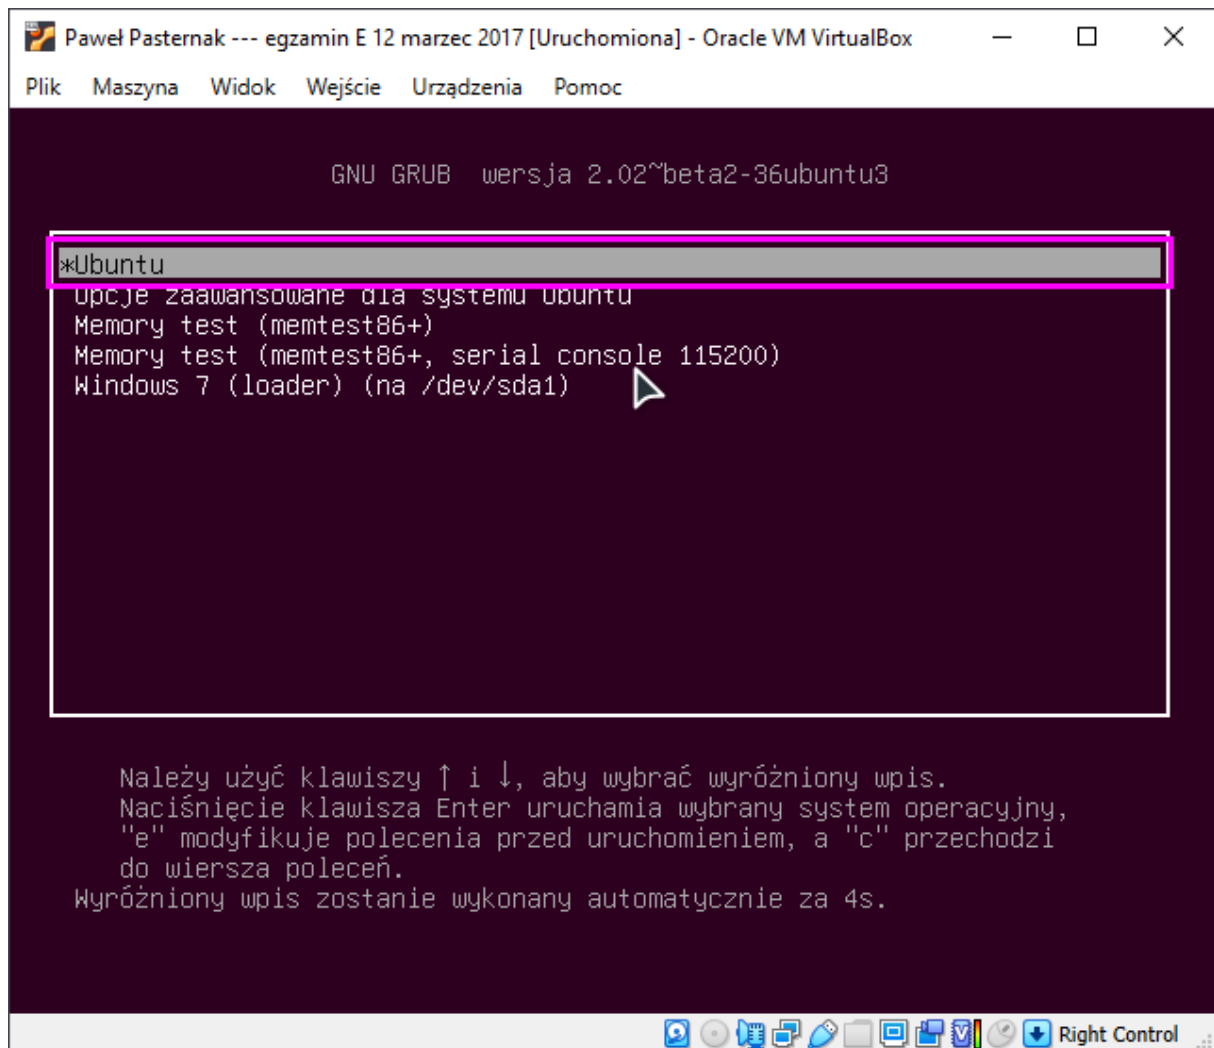 Paweł Pasternak --- egzamin E 12 marzec 2017 [Uruchomiona] - Oracle VM VirtualBox
Plik Maszyna Widok Wejście Urządzenia Pomoc
GNU GRUB wersja 2.02~beta2-36ubuntu3
*Ubuntu
Opcje zaawansowane dla systemu Ubuntu
Memory test (memtest86+)
Memory test (memtest86+, serial console 115200)
Windows 7 (loader) (na /dev/sda1)
Należy użyć klawiszy ↑ i ↓, aby wybrać wyróżniony wpis.
Naciśnięcie klawisza Enter uruchamia wybrany system operacyjny,
"e" modyfikuje polecenia przed uruchomieniem, a "c" przechodzi
do wiersza poleceń.
Wyróżniony wpis zostanie wykonany automatycznie za 4s.
Right Control